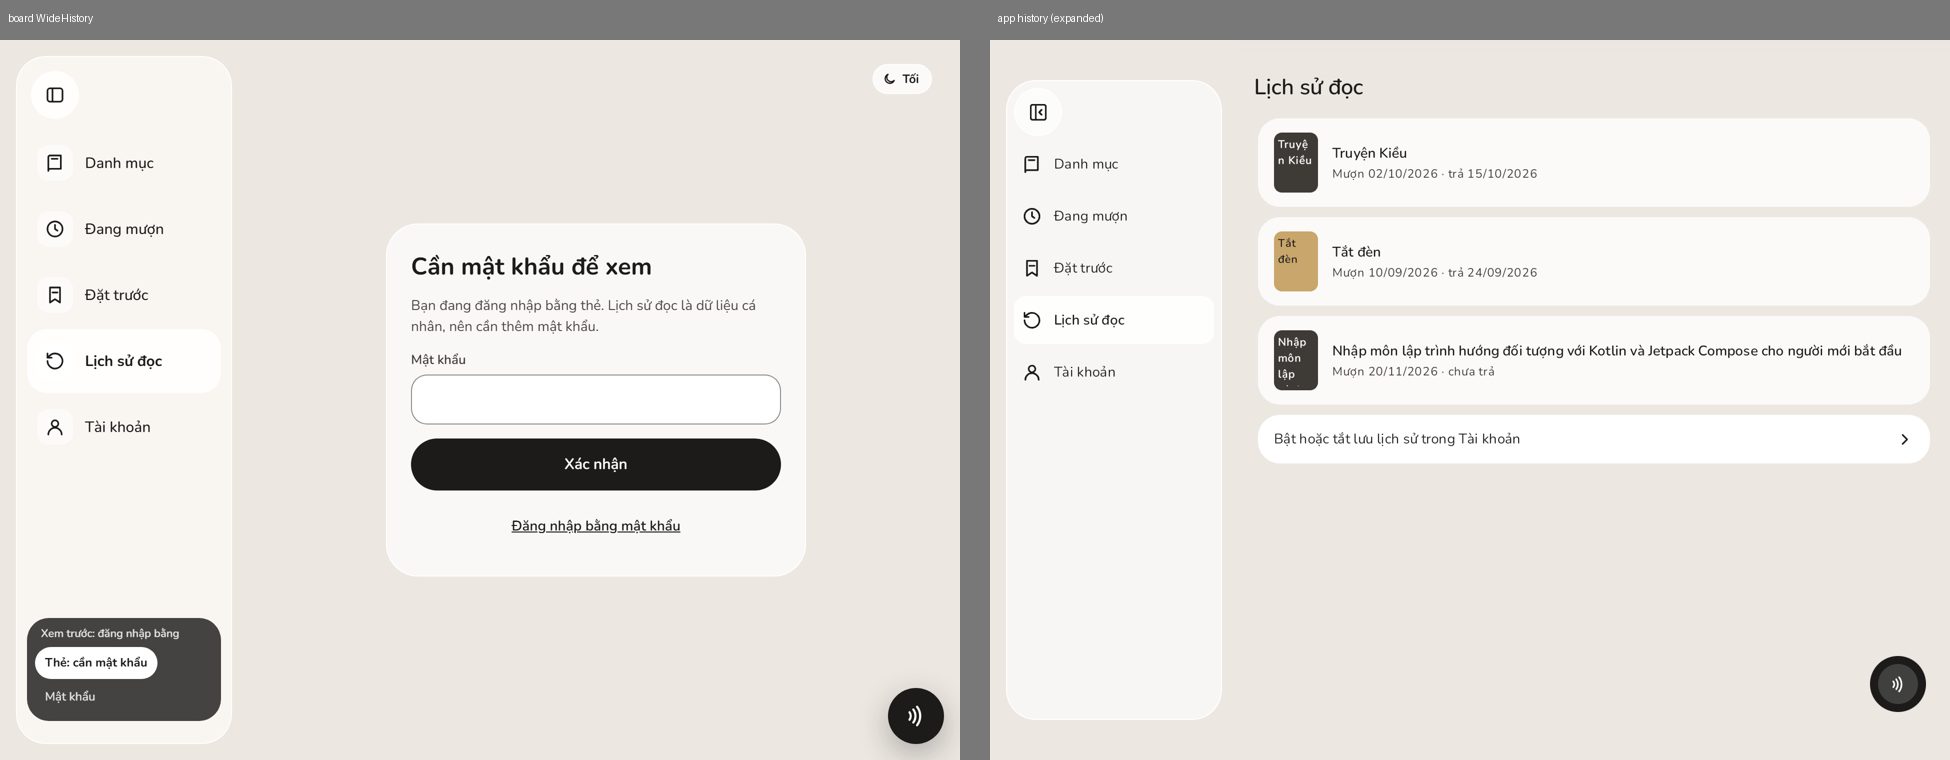 board WideHistory
Tối
Danh mục
Đang mượn
Đặt trước
Lịch sử đọc
Tài khoản
Cần mật khẩu để xem
Bạn đang đăng nhập bằng thẻ. Lịch sử đọc là dữ liệu cá
nhân, nên cần thêm mật khẩu.
Mật khẩu
Xác nhận
Đăng nhập bằng mật khẩu
Xem trước: đăng nhập bằng
Thẻ: cần mật khẩu
Mật khẩu
app history (expanded)
Danh mục
Đang mượn
Đặt trước
Lịch sử đọc
Tài khoản
Lịch sử đọc
Truyệ
n Kiều
Truyện Kiều
Mượn 02/10/2026 · trả 15/10/2026
Tắt
đèn
Tắt đèn
Mượn 10/09/2026 · trả 24/09/2026
Nhập
môn
lập
Nhập môn lập trình hướng đối tượng với Kotlin và Jetpack Compose cho người mới bắt đầu
Mượn 20/11/2026 · chưa trả
Bật hoặc tắt lưu lịch sử trong Tài khoản